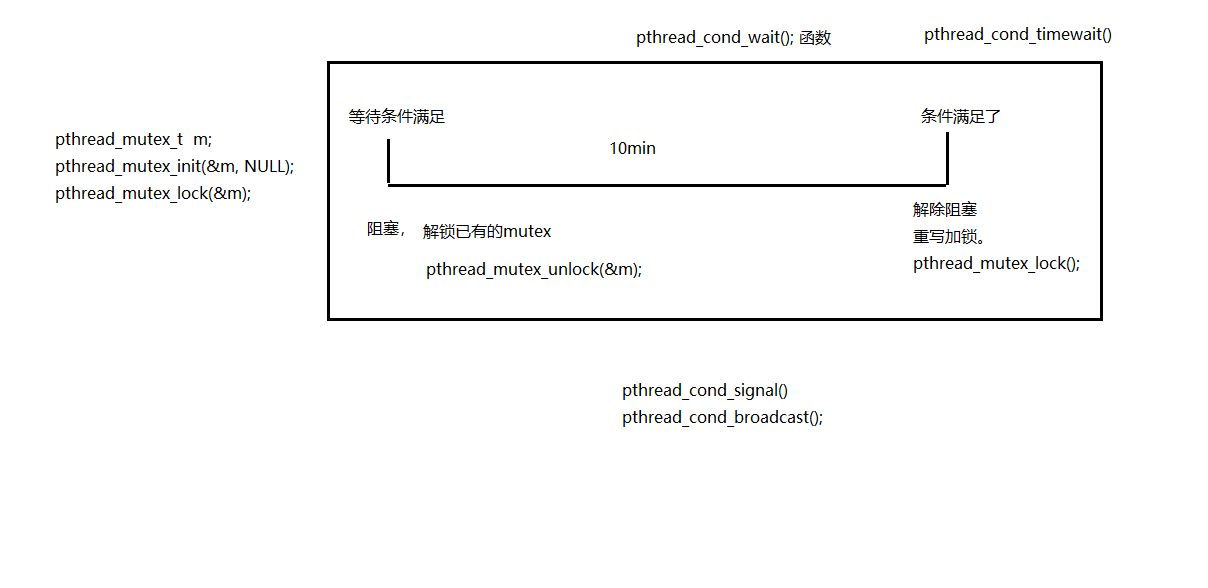 pthread_cond_wait(); 函数
pthread_cond_timewait()
等待条件满足
条件满足了
pthread_mutex_t  m;
pthread_mutex_init(&m, NULL);
pthread_mutex_lock(&m);
10min
阻塞，
解锁已有的mutex
pthread_mutex_unlock(&m);
解除阻塞
重写加锁。
pthread_mutex_lock();
pthread_cond_signal()
pthread_cond_broadcast();